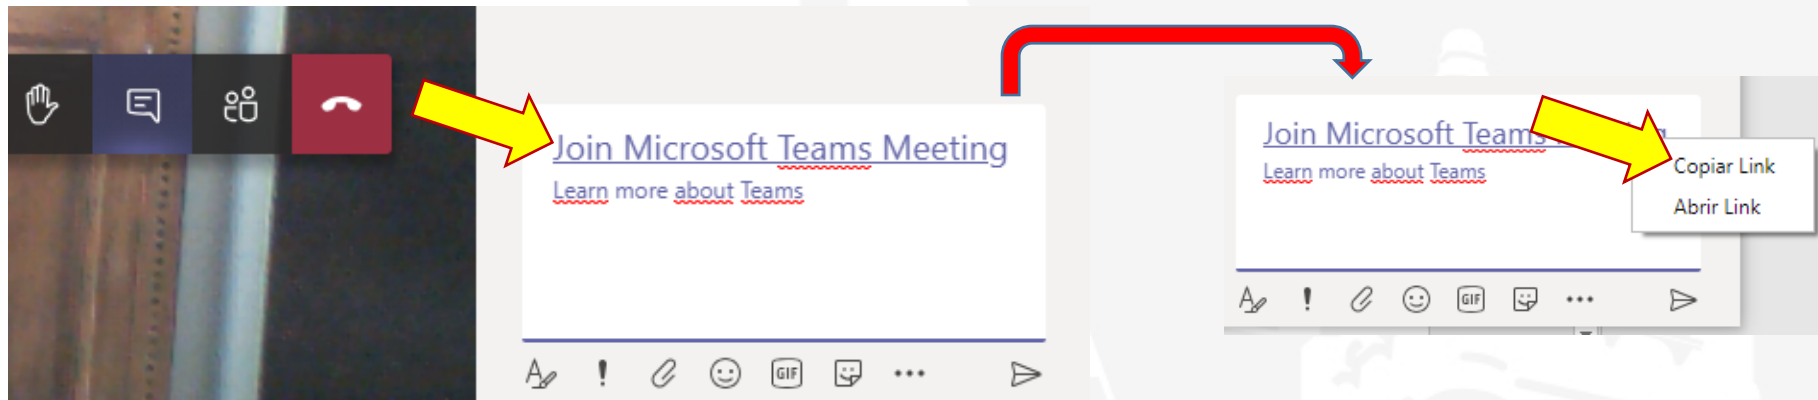 Join Microsoft Teams Meeting
Learn more about Teams
GIF
Join Microsoft Teams
Learn more about Teams
Copiar Link
Abrir Link
GIF